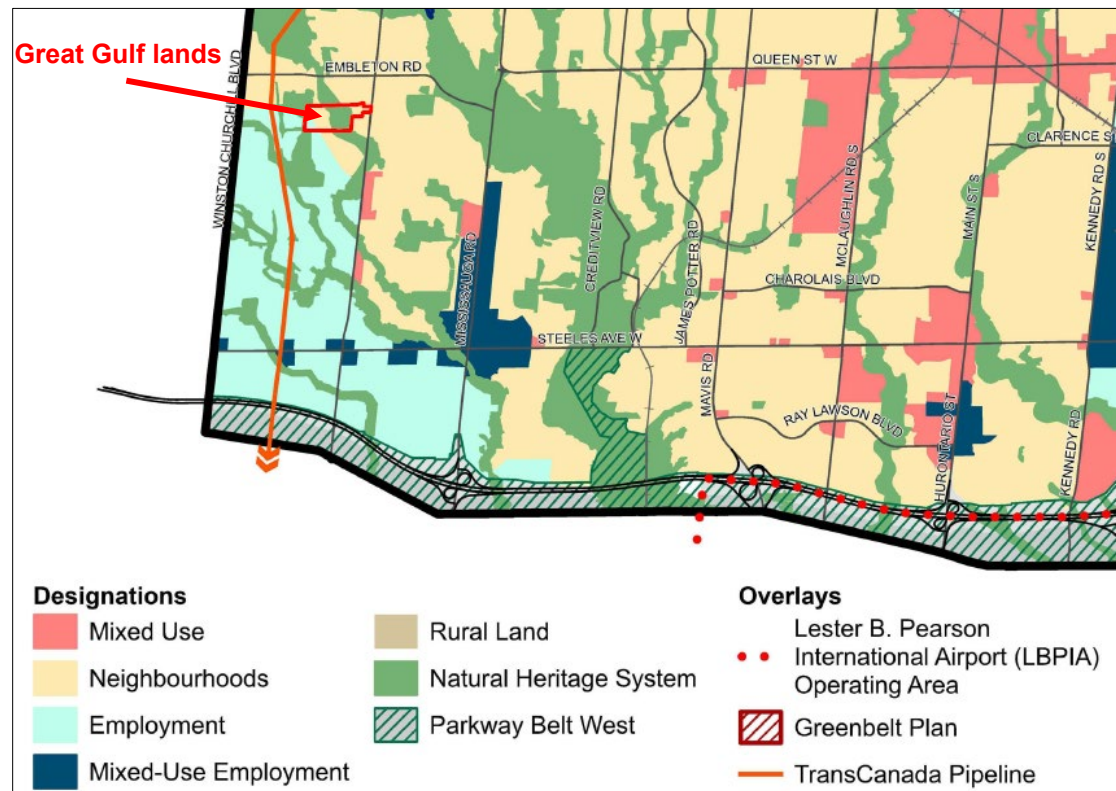 Great Gulf lands
EMBLETON RD
QUEEN ST W
WINSTON CHURCHILL BLVD
CLARENCE S
MCLAUGHLIN RD S
MAIN ST S
KENNEDY RD S
CREDITVIEW RD
JAMES POTTER RD
MISSISSAUGA RD
CHAROLAIS BLVD
STEELES AVE W
MAVIS RD
RAY LAWSON BLVD
HURONTARIO ST
KENNEDY RD
Designations
Mixed Use
Neighbourhoods
Employment
Mixed-Use Employment
Rural Land
Natural Heritage System
Parkway Belt West
Overlays
Lester B. Pearson
International Airport (LBPIA)
Operating Area
Greenbelt Plan
TransCanada Pipeline